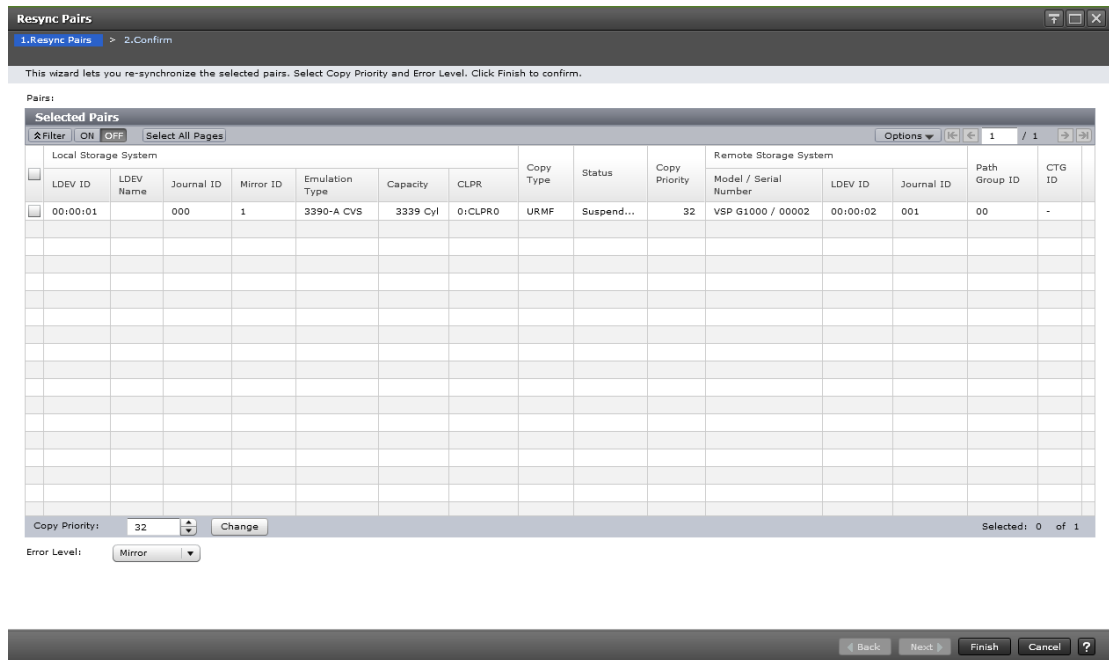 Resync Pairs
1.Resync Pairs > 2.Confirm
This wizard lets you re-synchronize the selected pairs. Select Copy Priority and Error Level. Click Finish to confirm.
Pairs:
Selected Pairs
Filter ON OFF Select All Pages Options 1 / 1
Local Storage System Copy Type Status Copy Priority Remote Storage System Path Group ID CTG ID
LDEV ID LDEV Name Journal ID Mirror ID Emulation Type Capacity CLPR Model / Serial Number LDEV ID Journal ID
00:00:01 000 1 3390-A CVS 3339 Cyl 0:CLPR0 URMF Suspend... 32 VSP G1000 / 00002 00:00:02 001 00 -
Copy Priority: 32 Change Selected: 0 of 1
Error Level: Mirror
Back Next Finish Cancel ?